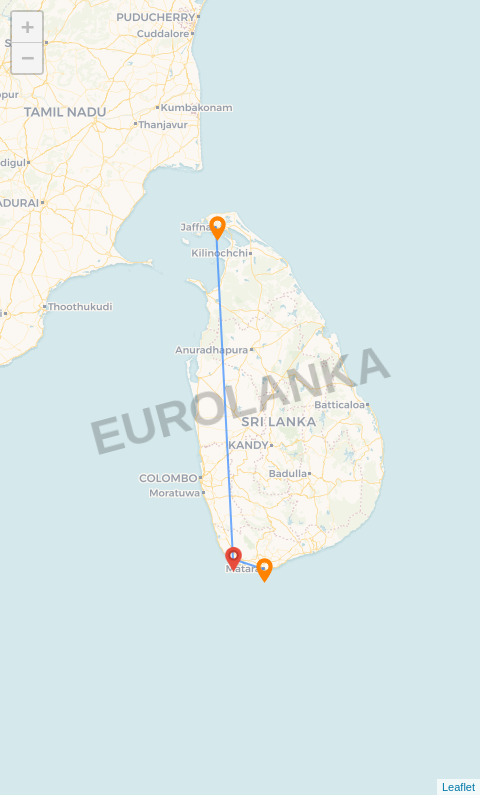 PUDUCHERRY
+
Cuddalore
−
TAMIL NADU
Kumbakonam
Thanjavur
digul
ADURAI
Jaffna
Kilinochchi
Thoothukudi
Anuradhapura
EUROLANKA
Batticaloa
SRI LANKA
KANDY
Badulla
COLOMBO
Moratuwa
Matara
Leaflet